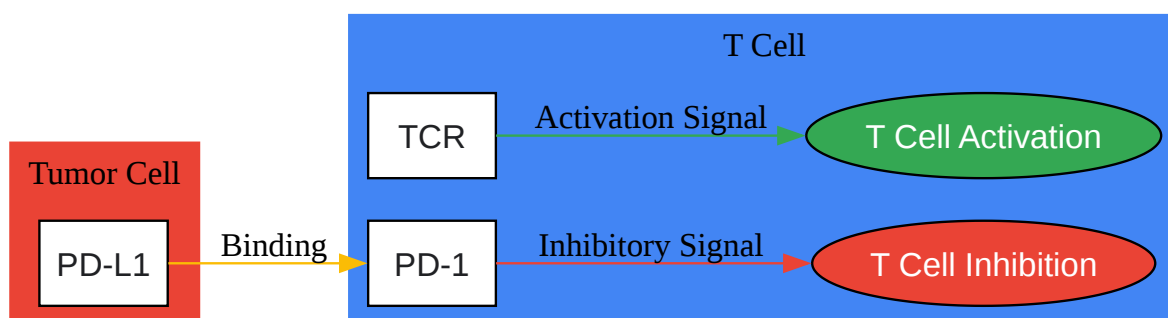 T Cell
TCR
Activation Signal
T Cell Activation
Tumor Cell
PD-L1
Binding
PD-1
Inhibitory Signal
T Cell Inhibition